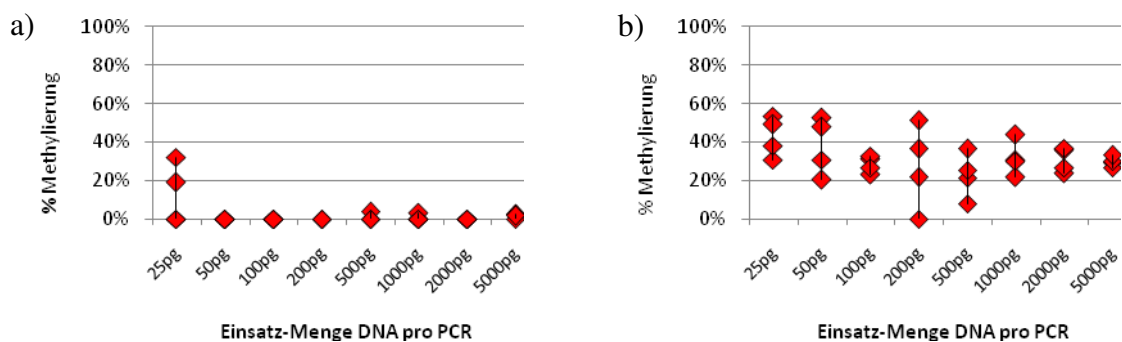 a)
% Methylierung
100%
80%
60%
40%
20%
0%
25pg
50pg
100pg
200pg
500pg
1000pg
2000pg
5000pg
Einsatz-Menge DNA pro PCR
b)
% Methylierung
100%
80%
60%
40%
20%
0%
25pg
50pg
100pg
200pg
500pg
1000pg
2000pg
5000pg
Einsatz-Menge DNA pro PCR